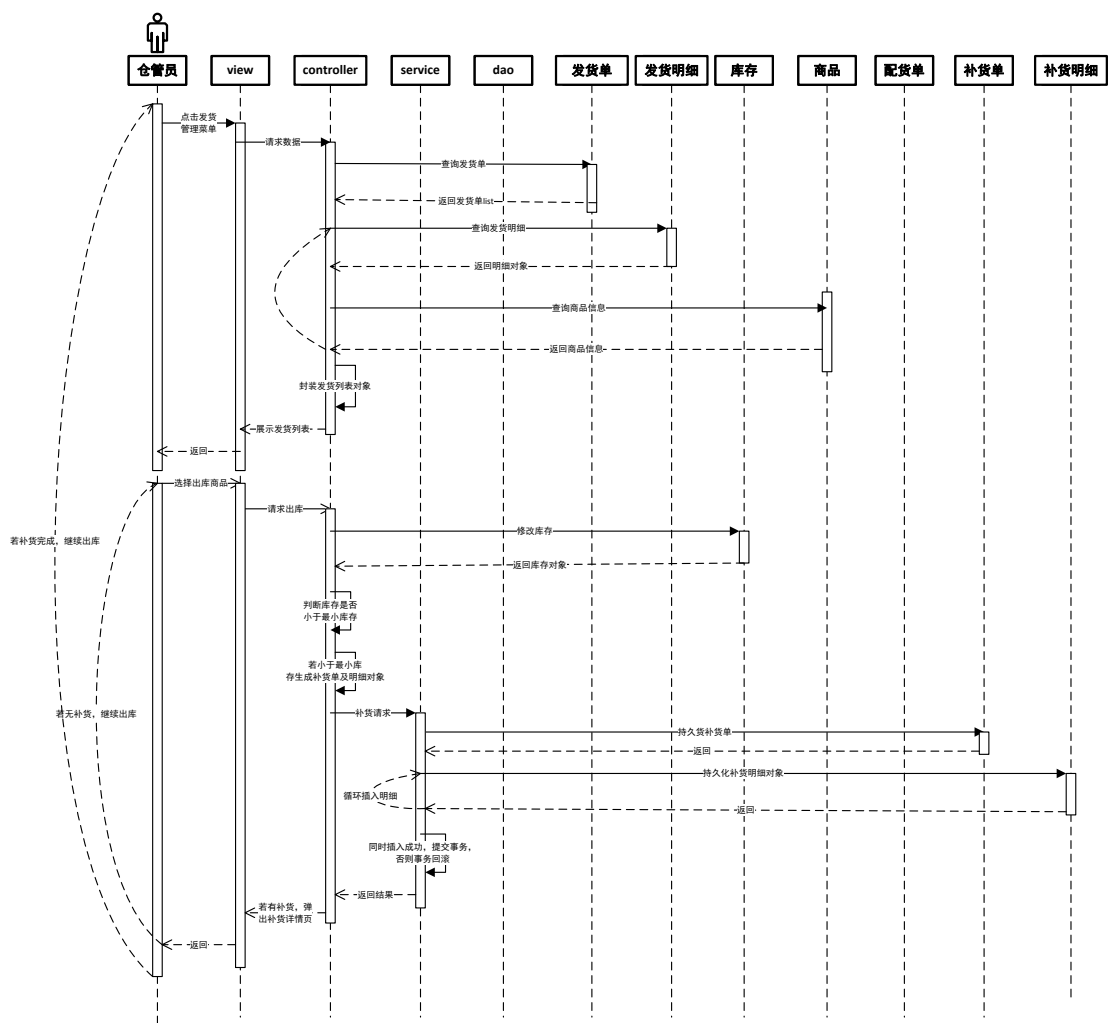 仓管员
view
controller
service
dao
发货单
发货明细
库存
商品
配货单
补货单
补货明细
点击发货
管理菜单
请求数据
查询发货单
返回发货单list
查询发货明细
返回明细对象
查询商品信息
返回商品信息
封装发货列表对象
展示发货列表
返回
选择出库商品
请求出库
修改库存
若补货完成，继续出库
返回库存对象
判断库存是否
小于最小库存
若小于最小库
存生成补货单及明细对象
若无补货，继续出库
补货请求
持久货补货单
返回
持久化补货明细对象
循环插入明细
返回
同时插入成功，提交事务，
否则事务回滚
返回结果
若有补货，弹
出补货详情页
返回